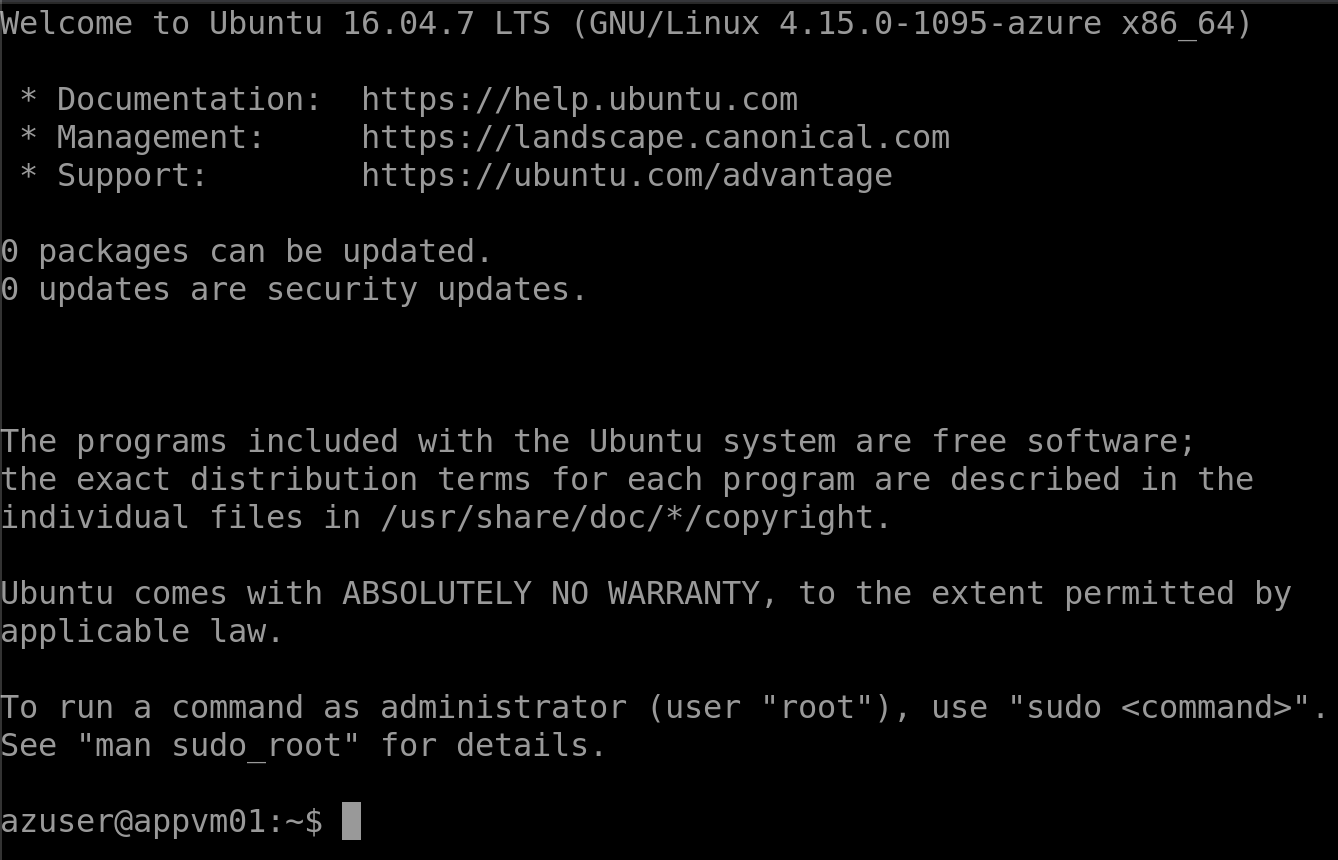 Welcome to Ubuntu 16.04.7 LTS (GNU/Linux 4.15.0-1095-azure x86_64)
* Documentation:  https://help.ubuntu.com
* Management:     https://landscape.canonical.com
* Support:        https://ubuntu.com/advantage
0 packages can be updated.
0 updates are security updates.
The programs included with the Ubuntu system are free software;
the exact distribution terms for each program are described in the
individual files in /usr/share/doc/*/copyright.
Ubuntu comes with ABSOLUTELY NO WARRANTY, to the extent permitted by
applicable law.
To run a command as administrator (user "root"), use "sudo <command>".
See "man sudo_root" for details.
azuser@appvm01:~$